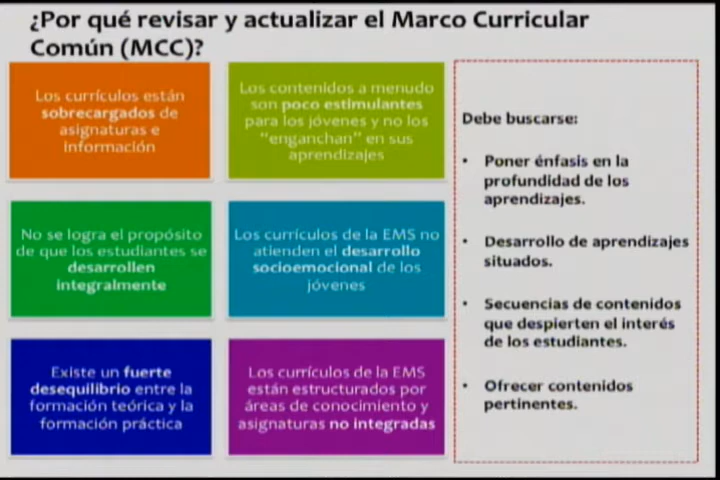 ¿Por qué revisar y actualizar el Marco Curricular
Común (MCC)?
Los currículos están
sobrecargados de
asignaturas e
información
Los contenidos a menudo
son poco estimulantes
para los jóvenes y no los
"enganchan" en sus
aprendizajes
No se logra el propósito
de que los estudiantes se
desarrollen
integralmente
Los currículos de la EMS no
atienden el desarrollo
socioemocional de los
jóvenes
Existe un fuerte
desequilibrio entre la
formación teórica y la
formación práctica
Los currículos de la EMS
están estructurados por
áreas de conocimiento y
asignaturas no integradas
Debe buscarse:
• Poner énfasis en la
profundidad de los
aprendizajes.
• Desarrollo de aprendizajes
situados.
• Secuencias de contenidos
que despierten el interés
de los estudiantes.
• Ofrecer contenidos
pertinentes.